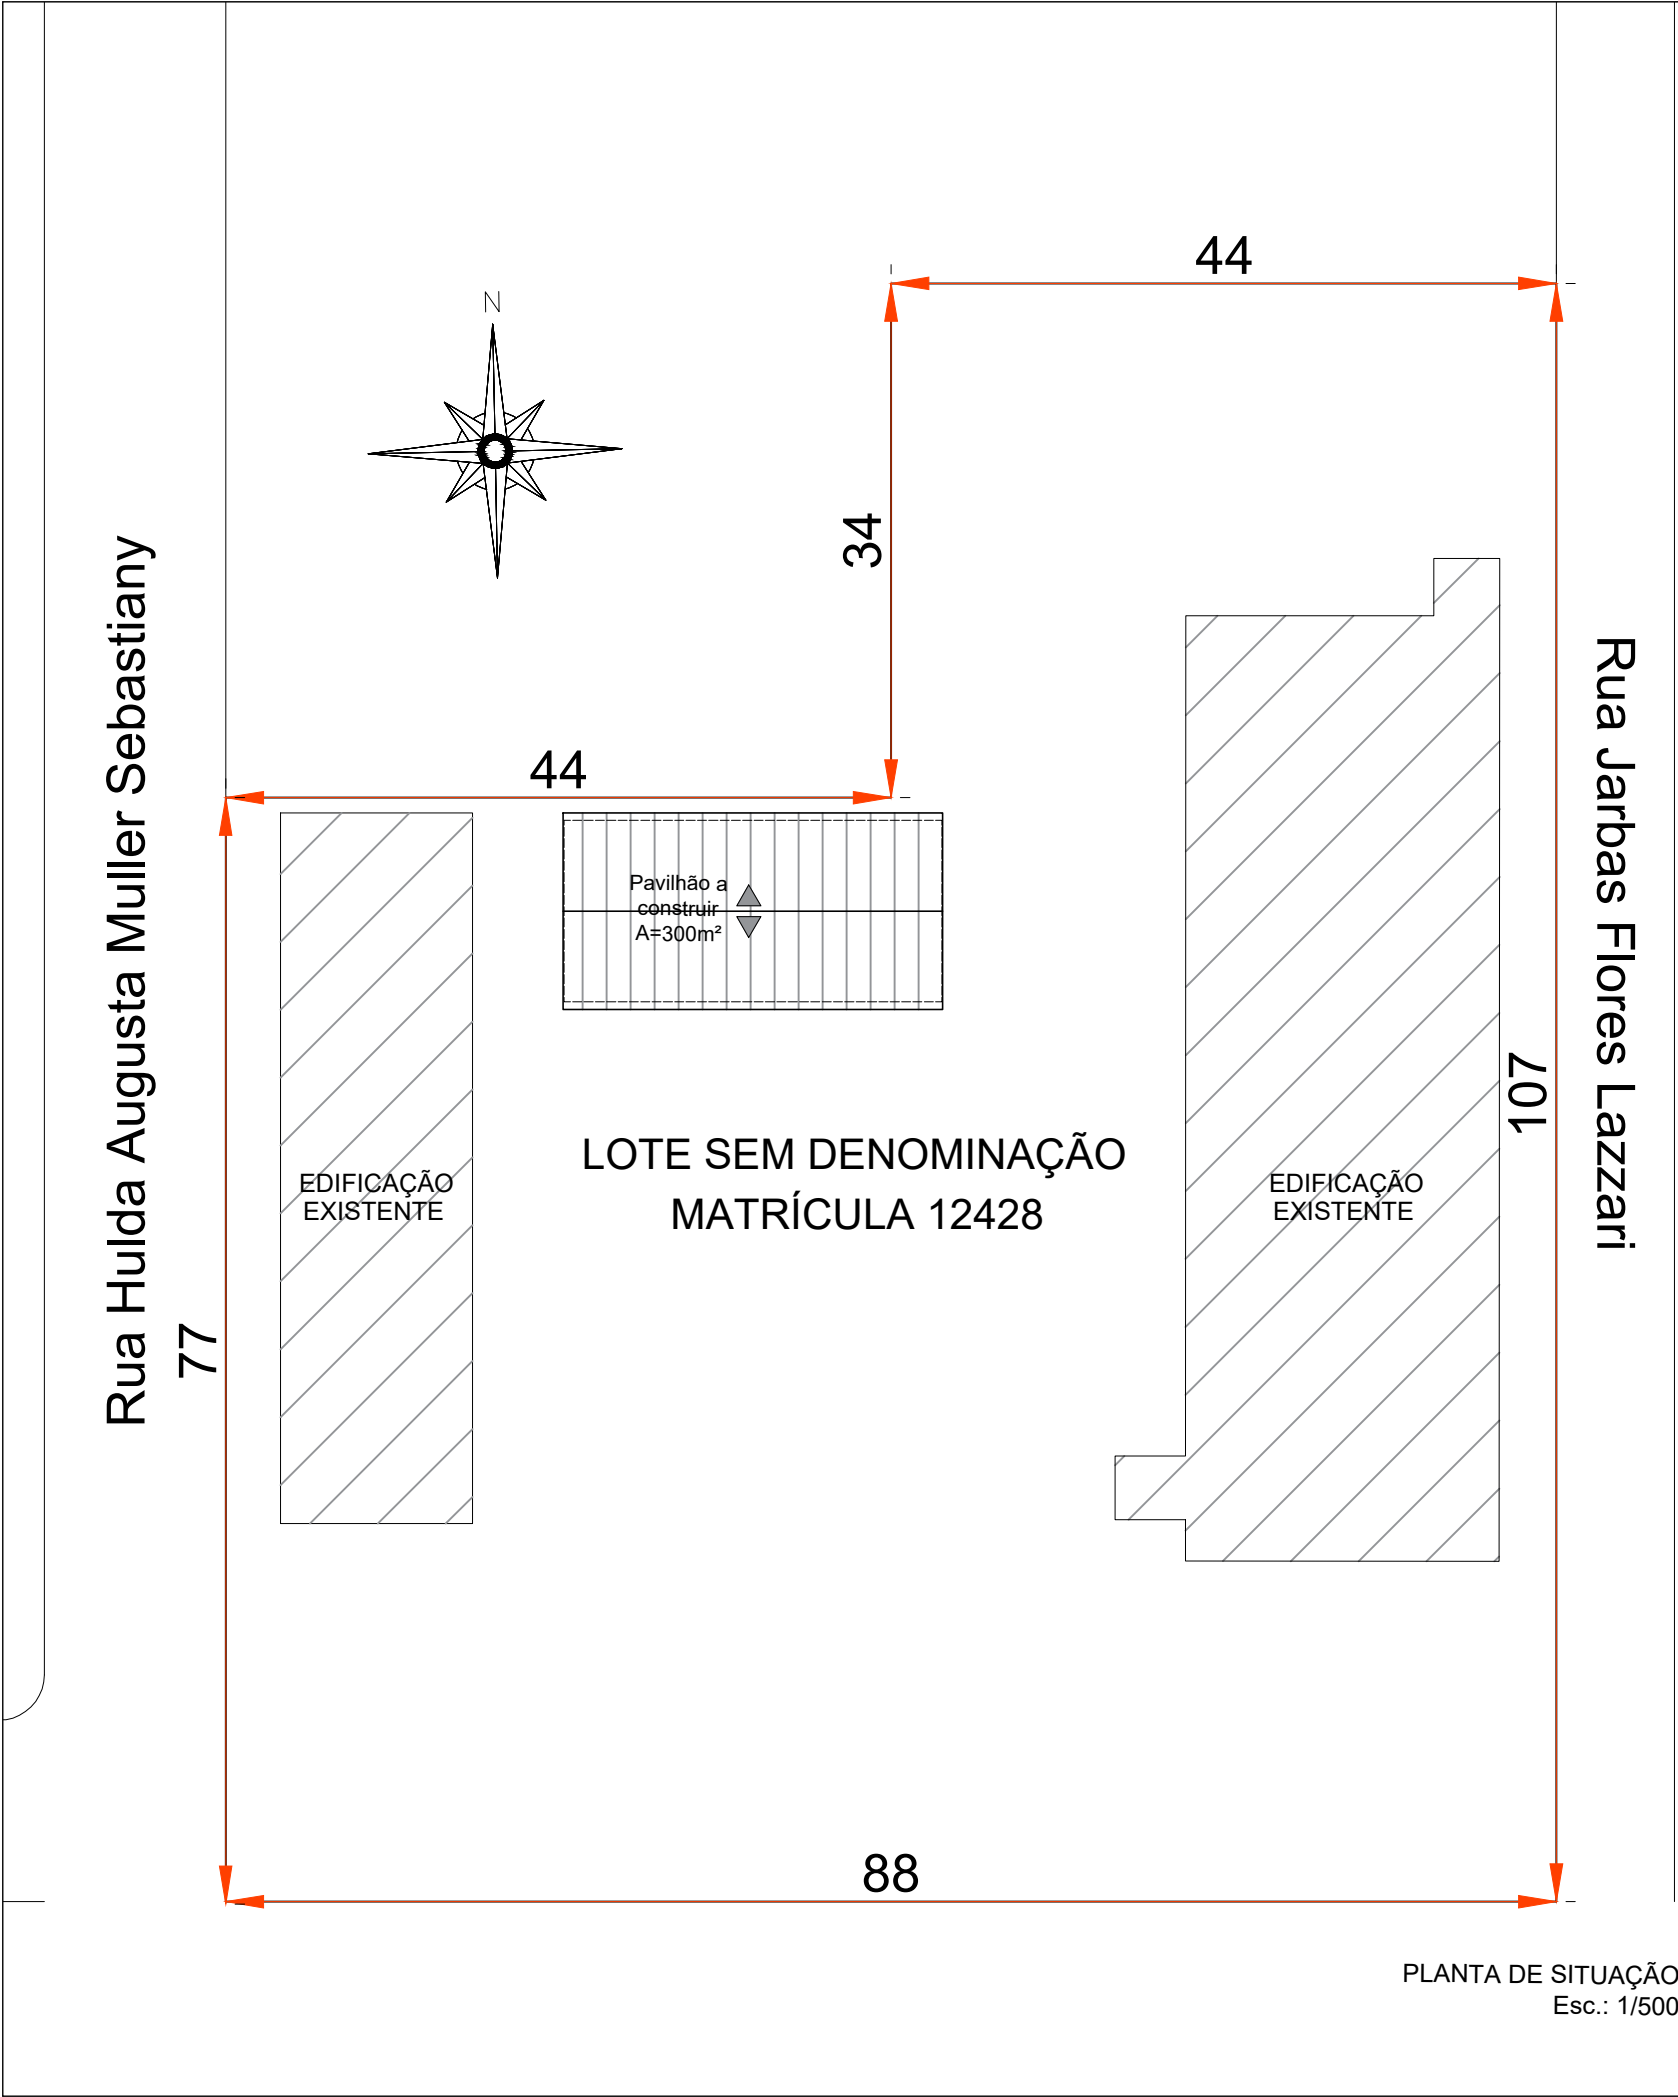 44
N
34
Rua Hulda Augusta Muller Sebastiany
Rua Jarbas Flores Lazzari
44
Pavilhão a
construir
A=300m²
107
LOTE SEM DENOMINAÇÃO
MATRÍCULA 12428
EDIFICAÇÃO
EXISTENTE
EDIFICAÇÃO
EXISTENTE
77
88
PLANTA DE SITUAÇÃO
Esc.: 1/500